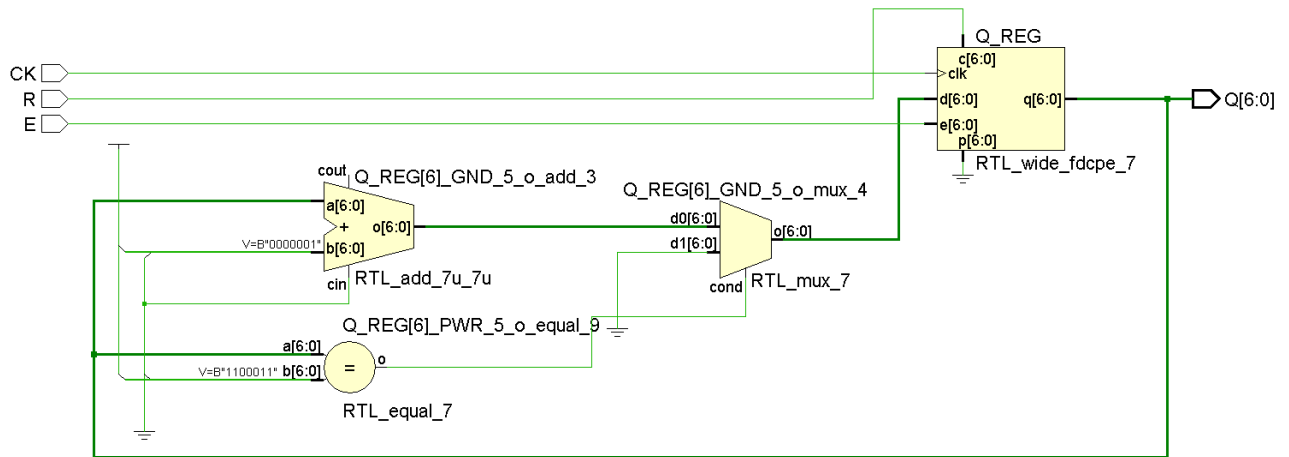 Q_REG
CK
c[6:0]
clk
R
d[6:0]
q[6:0]
Q[6:0]
E
e[6:0]
p[6:0]
RTL_wide_fdcpe_7
cout
Q_REG[6]_GND_5_o_add_3
Q_REG[6]_GND_5_o_mux_4
a[6:0]
+
o[6:0]
d0[6:0]
o[6:0]
V=B"0000001"
b[6:0]
d1[6:0]
cin
RTL_add_7u_7u
cond
RTL_mux_7
Q_REG[6]_PWR_5_o_equal_9
a[6:0]
o
=
V=B"1100011"
b[6:0]
RTL_equal_7